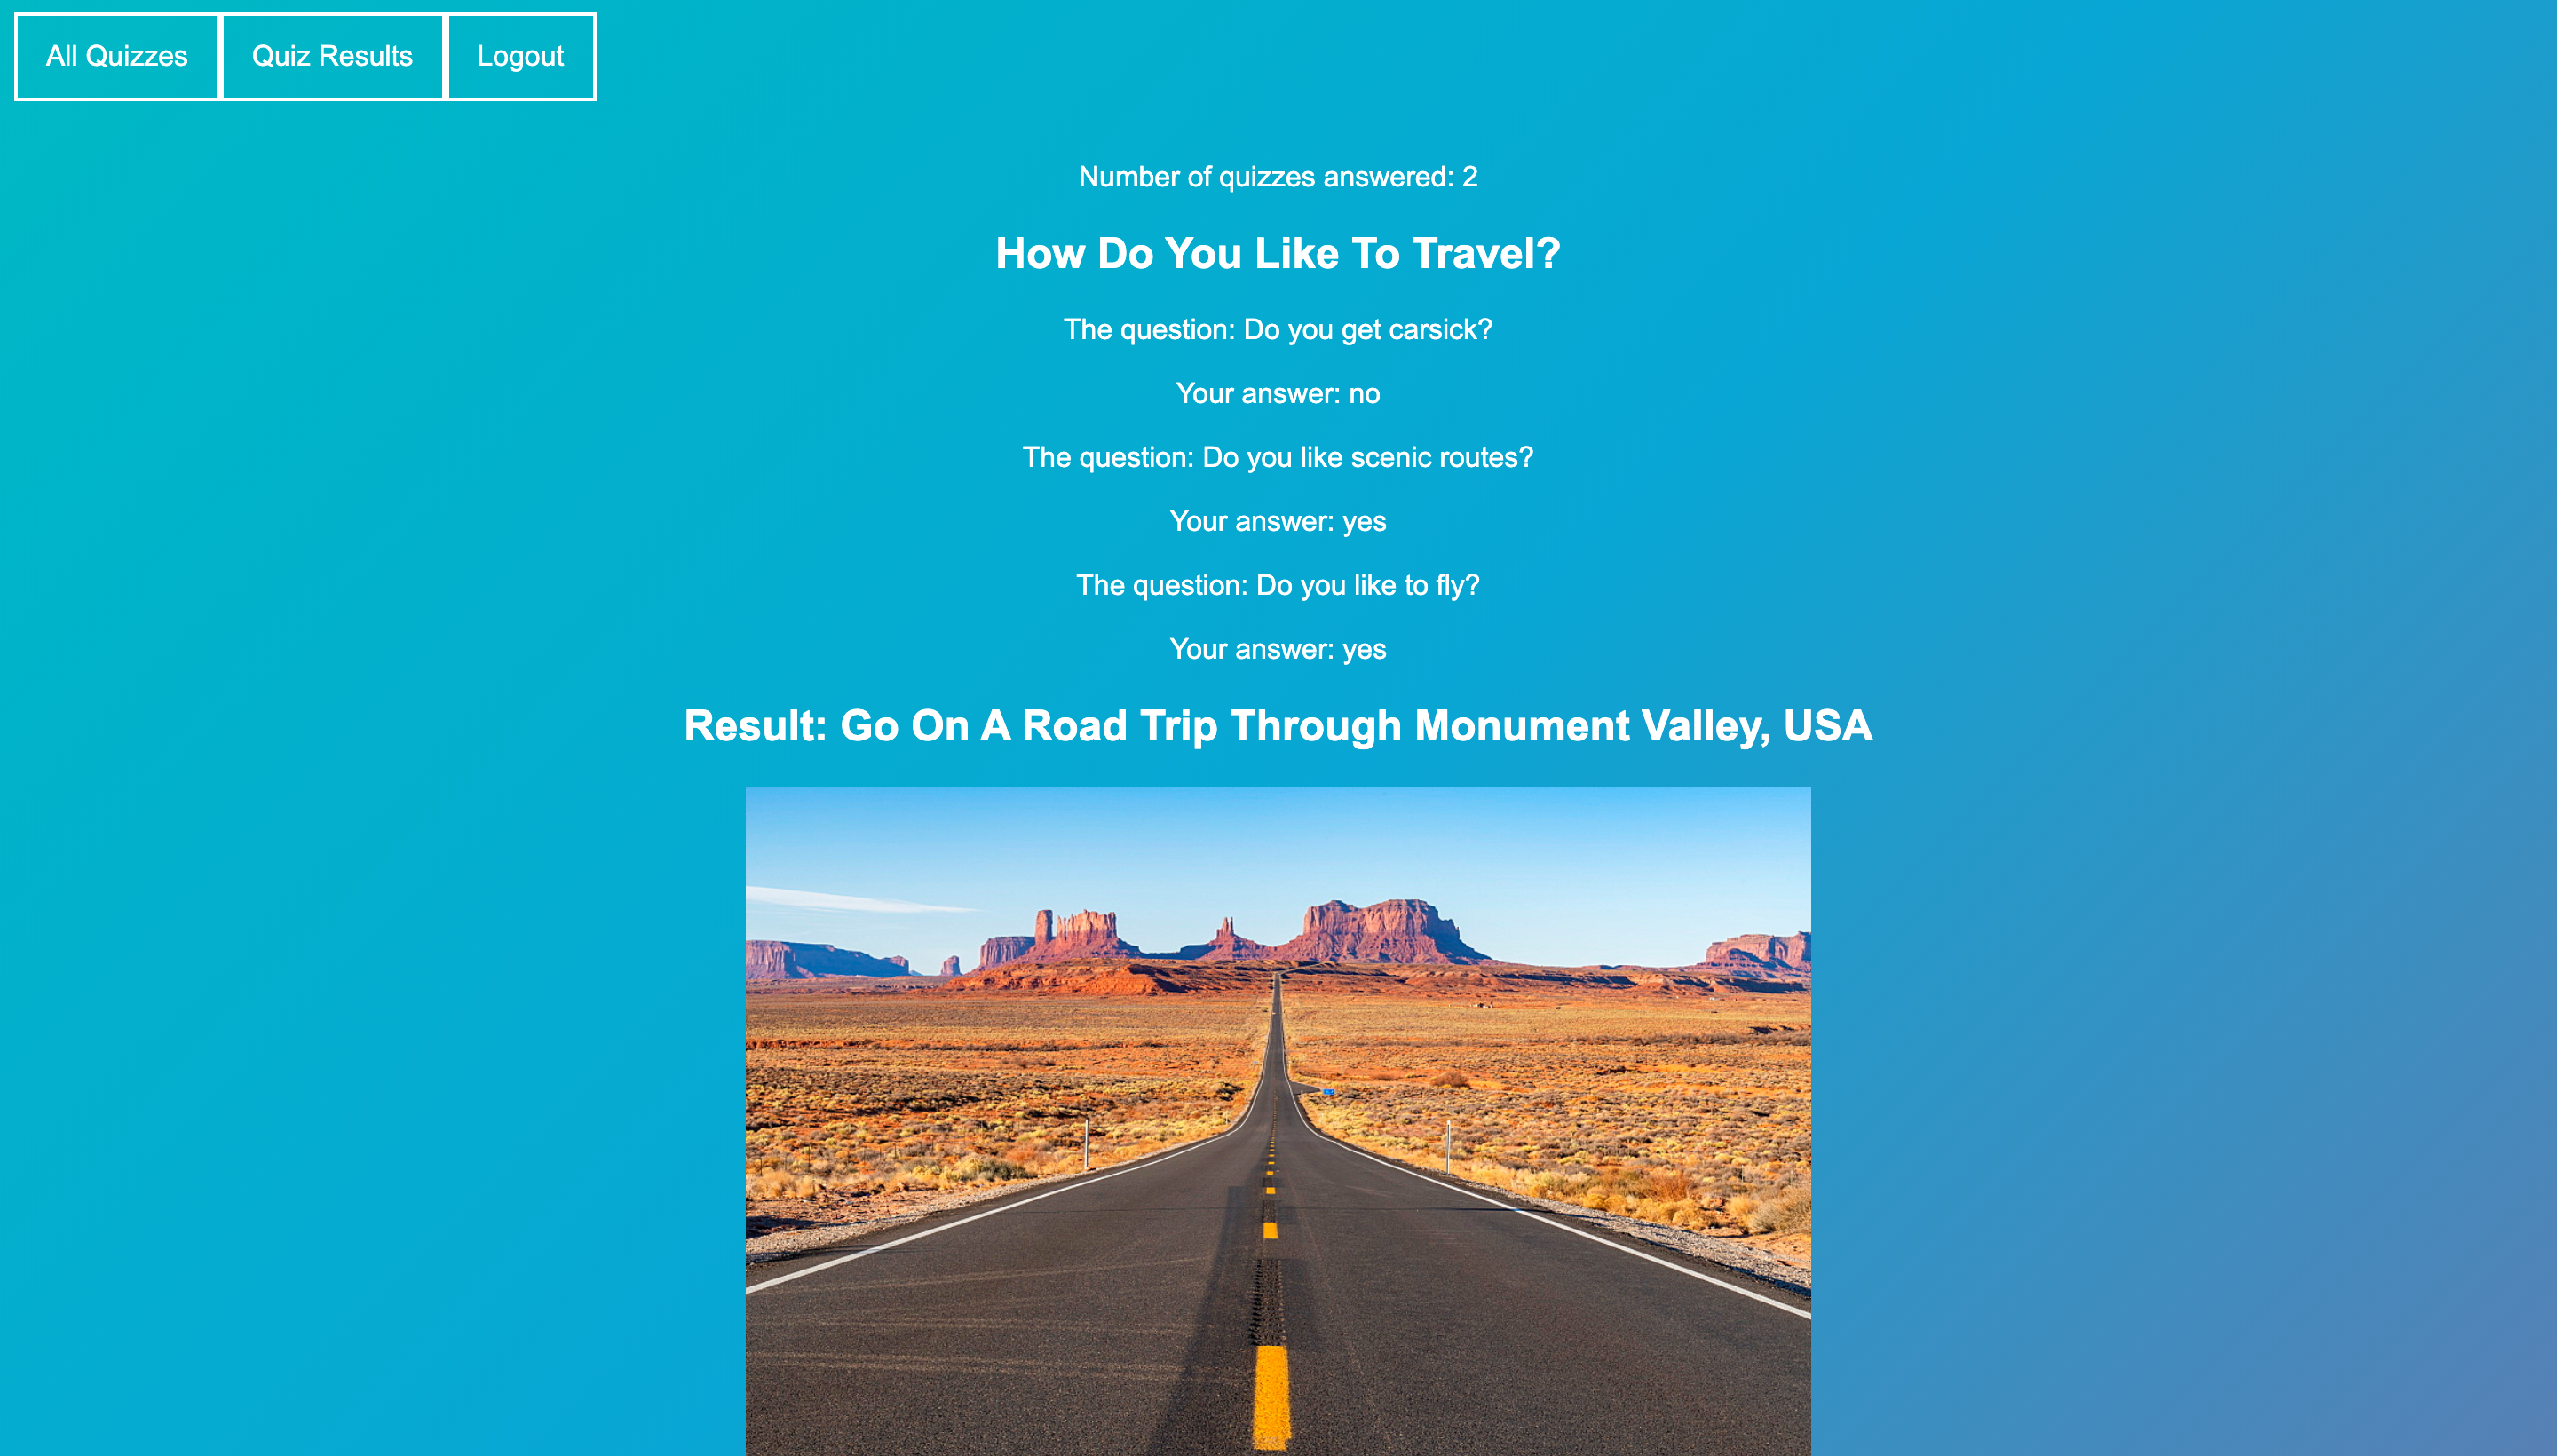 All Quizzes
Quiz Results
Logout
Number of quizzes answered: 2
How Do You Like To Travel?
The question: Do you get carsick?
Your answer: no
The question: Do you like scenic routes?
Your answer: yes
The question: Do you like to fly?
Your answer: yes
Result: Go On A Road Trip Through Monument Valley, USA